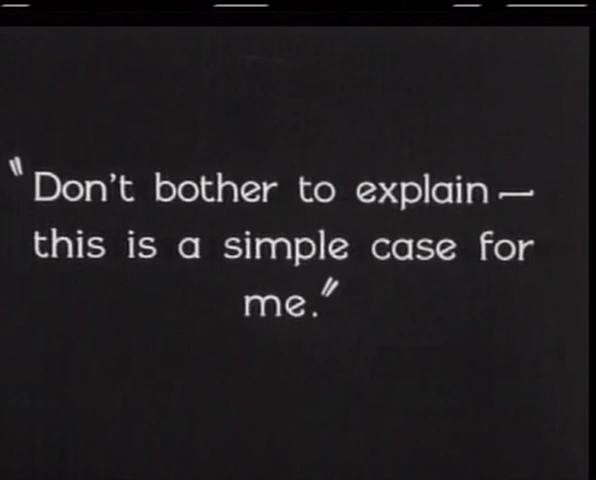 "Don't bother to explain—
this is a simple case for
me."